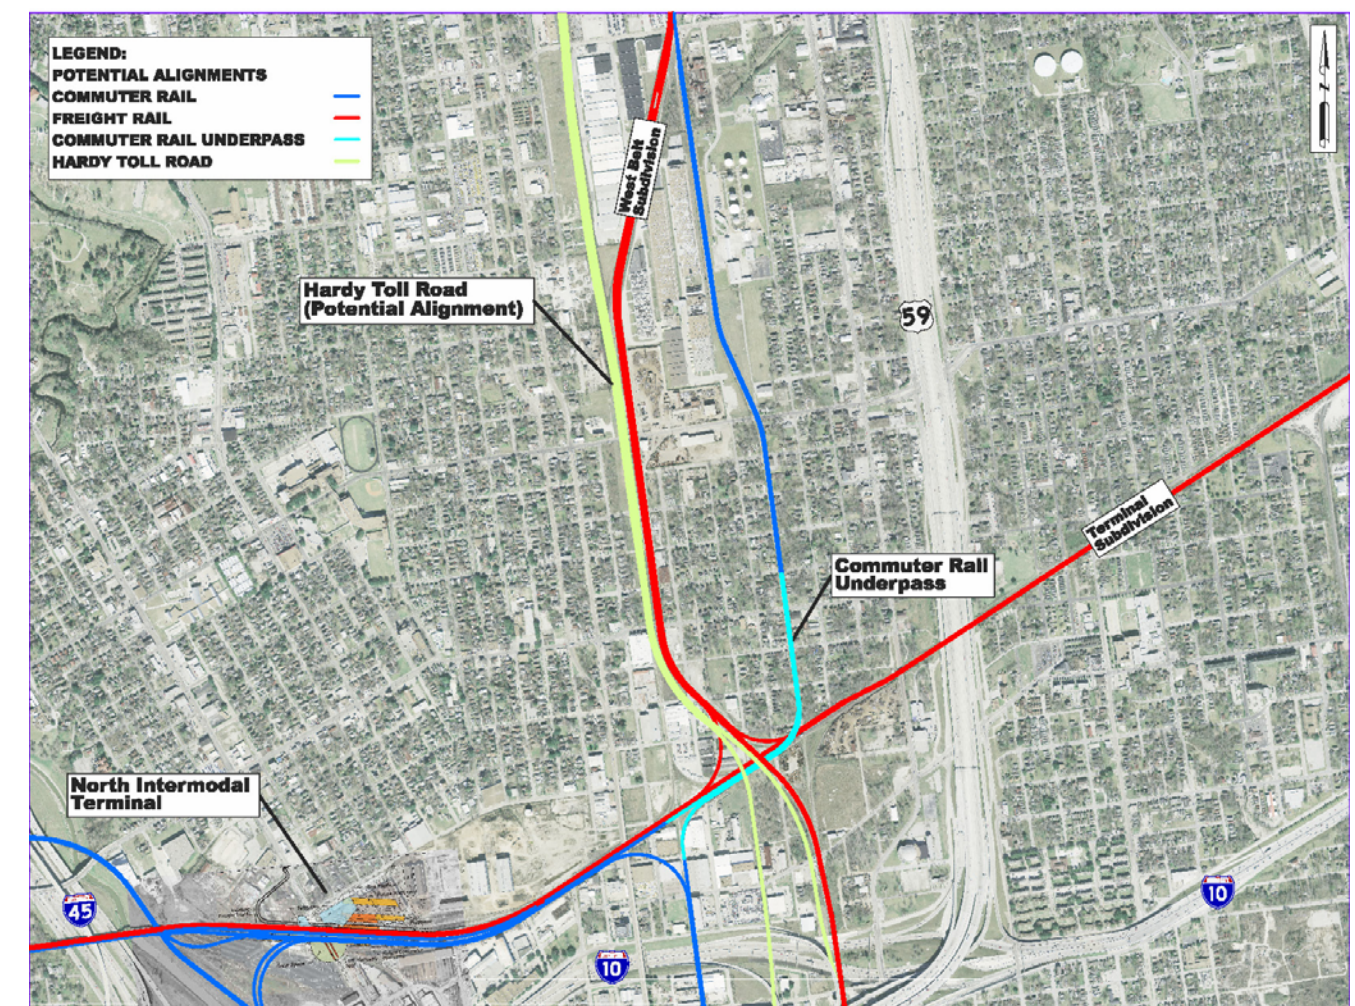 LEGEND:
POTENTIAL ALIGNMENTS
COMMUTER RAIL
FREIGHT RAIL
COMMUTER RAIL UNDERPASS
HARDY TOLL ROAD
N
West Belt
Subdivision
Hardy Toll Road
(Potential Alignment)
59
Terminal
Subdivision
Commuter Rail
Underpass
North Intermodal
Terminal
45
10
10